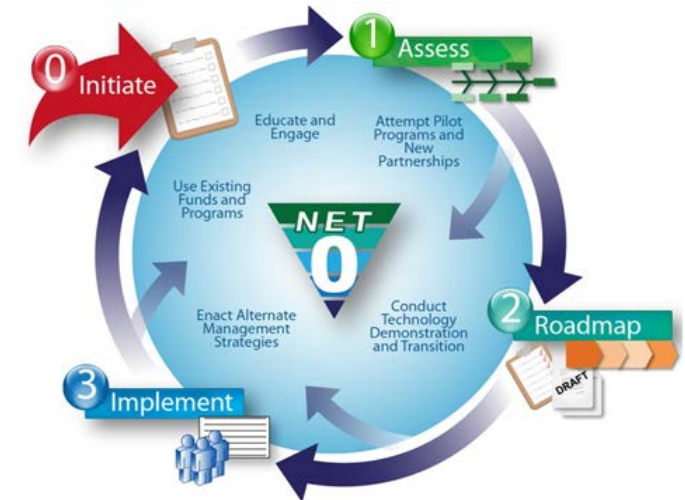 0
Initiate
1
Assess
Educate and
Engage
Attempt Pilot
Programs and
New
Partnerships
Use Existing
Funds and
Programs
NET
0
Enact Alternate
Management
Strategies
Conduct
Technology
Demonstration
and Transition
2
Roadmap
DRAFT
3
Implement